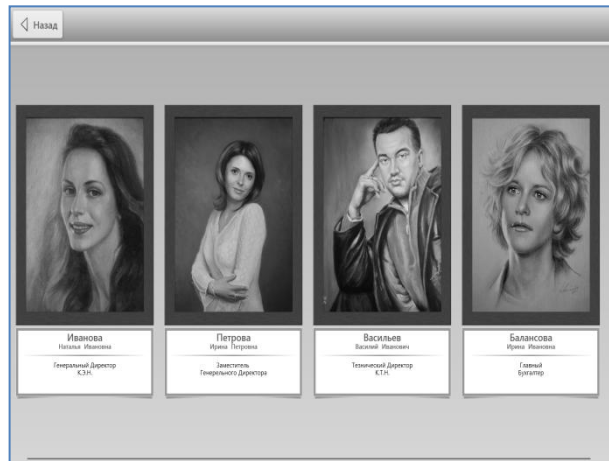 Назад
Иванова
Наталья Ивановна
Генеральный Директор
К.Э.Н.
Петрова
Ирина Петровна
Заместитель
Генерельного Директора
Васильев
Василий Иванович
Технический Директор
К.Т.Н.
Балансова
Ирина Ивановна
Главный
Бухгалтер